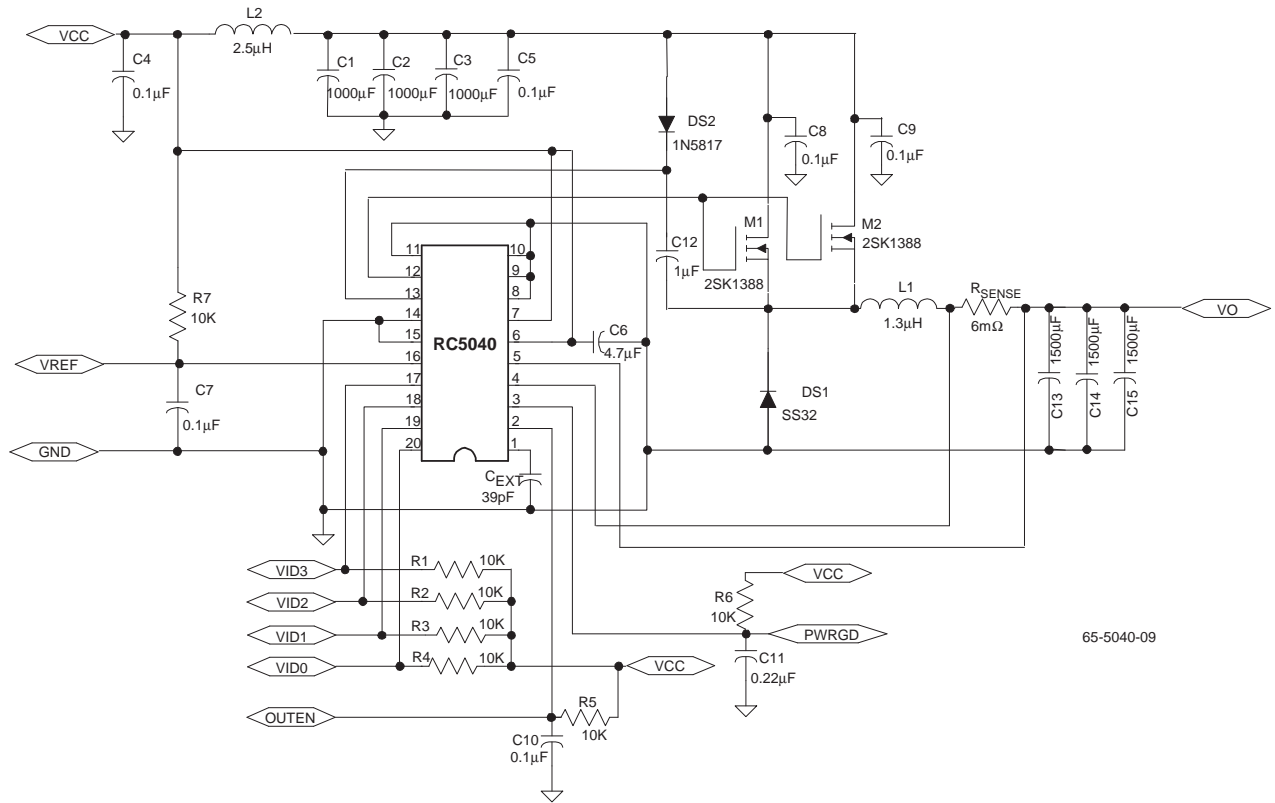 L2
VCC
2.5µH
C4
0.1µF
C1
1000µF
C2
1000µF
C3
1000µF
C5
0.1µF
DS2
1N5817
C8
0.1µF
C9
0.1µF
M1
2SK1388
M2
2SK1388
C12
1µF
11
12
13
14
15
16
17
18
19
20
RC5040
10
9
8
7
6
5
4
3
2
1
R7
10K
VREF
C7
0.1µF
GND
C6
4.7µF
L1
1.3µH
RSENSE
6mΩ
VO
1500µF
C13
1500µF
C14
1500µF
C15
DS1
SS32
CEXT
39pF
VID3
R1
10K
VID2
R2
10K
VID1
R3
10K
VID0
R4
10K
VCC
OUTEN
R5
10K
C10
0.1µF
VCC
R6
10K
PWRGD
C11
0.22µF
65-5040-09